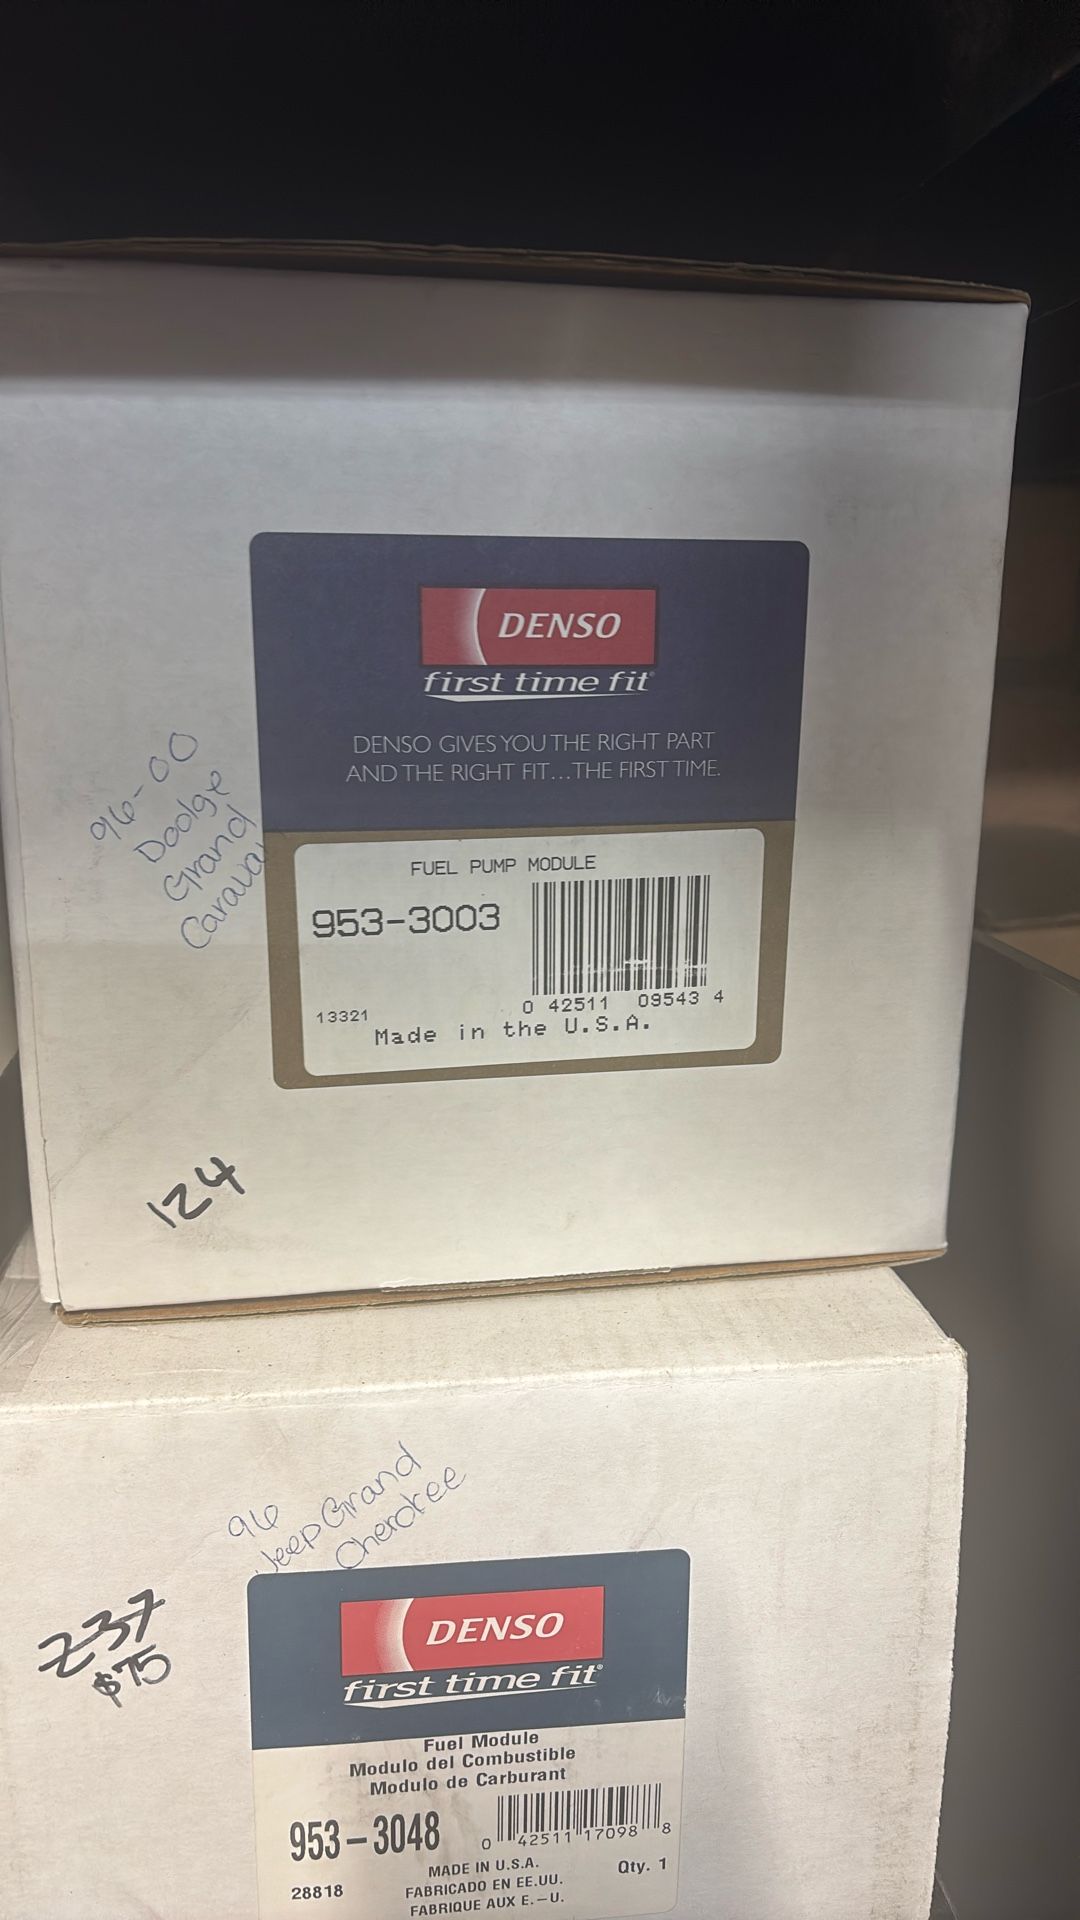 DENSO
first time fit
DENSO GIVES YOU THE RIGHT PART
AND THE RIGHT FIT...THE FIRST TIME.
96-00
Dodge
Grand
Caravan
FUEL PUMP MODULE
953-3003
0 42511 09543 4
13321
Made in the U.S.A.
124
96
Jeep Grand
Cherokee
237
$75
DENSO
first time fit®
Fuel Module
Modulo del Combustible
Modulo de Carburant
953-3048
0 42511 17098 8
MADE IN U.S.A.
Qty. 1
28818
FABRICADO EN EE.UU.
FABRIQUE AUX E.-U.